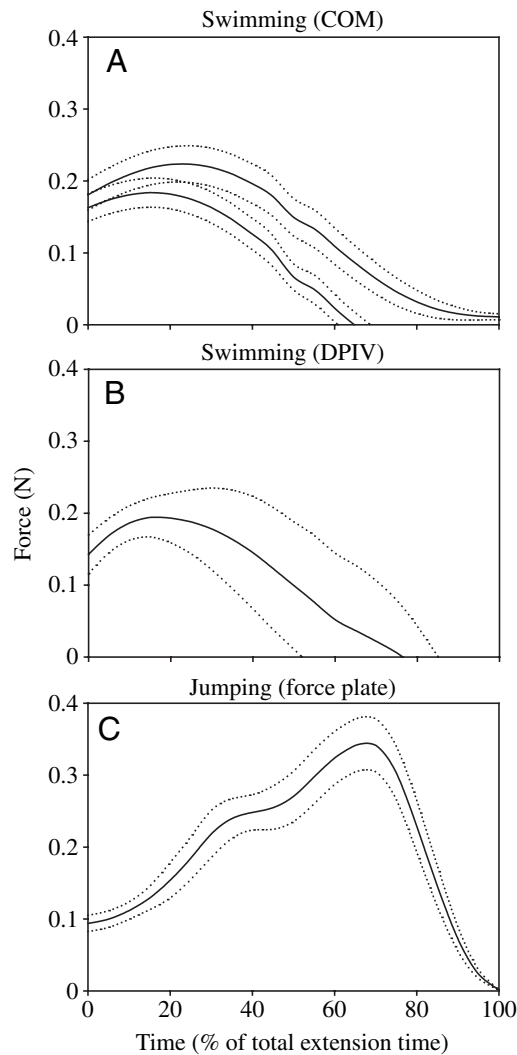 Swimming (COM)
A
0.4
0.3
0.2
0.1
0
Swimming (DPIV)
B
0.4
0.3
0.2
0.1
0
Force (N)
Jumping (force plate)
C
0.4
0.3
0.2
0.1
0
0 20 40 60 80 100
Time (% of total extension time)